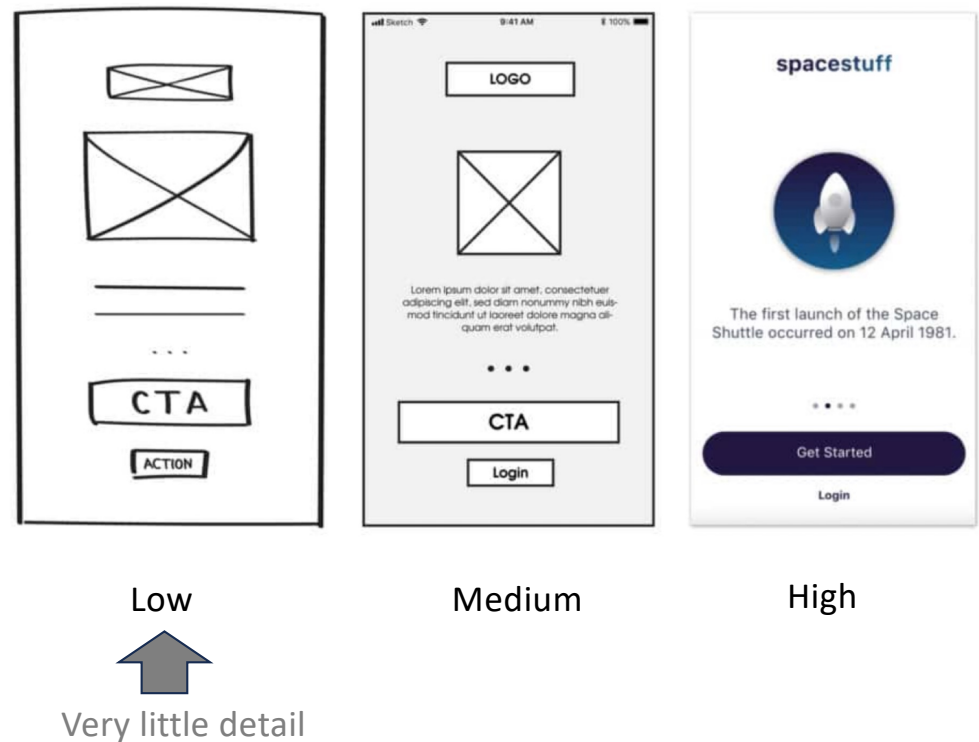 CTA
ACTION
Sketch
9:41 AM
100%
LOGO
Lorem ipsum dolor sit amet, consectetuer
adipiscing elit, sed diam nonummy nibh euis-
mod tincidunt ut laoreet dolore magna ali-
quam erat volutpat.
CTA
Login
spacestuff
The first launch of the Space
Shuttle occurred on 12 April 1981.
Get Started
Login
Low
Medium
High
Very little detail